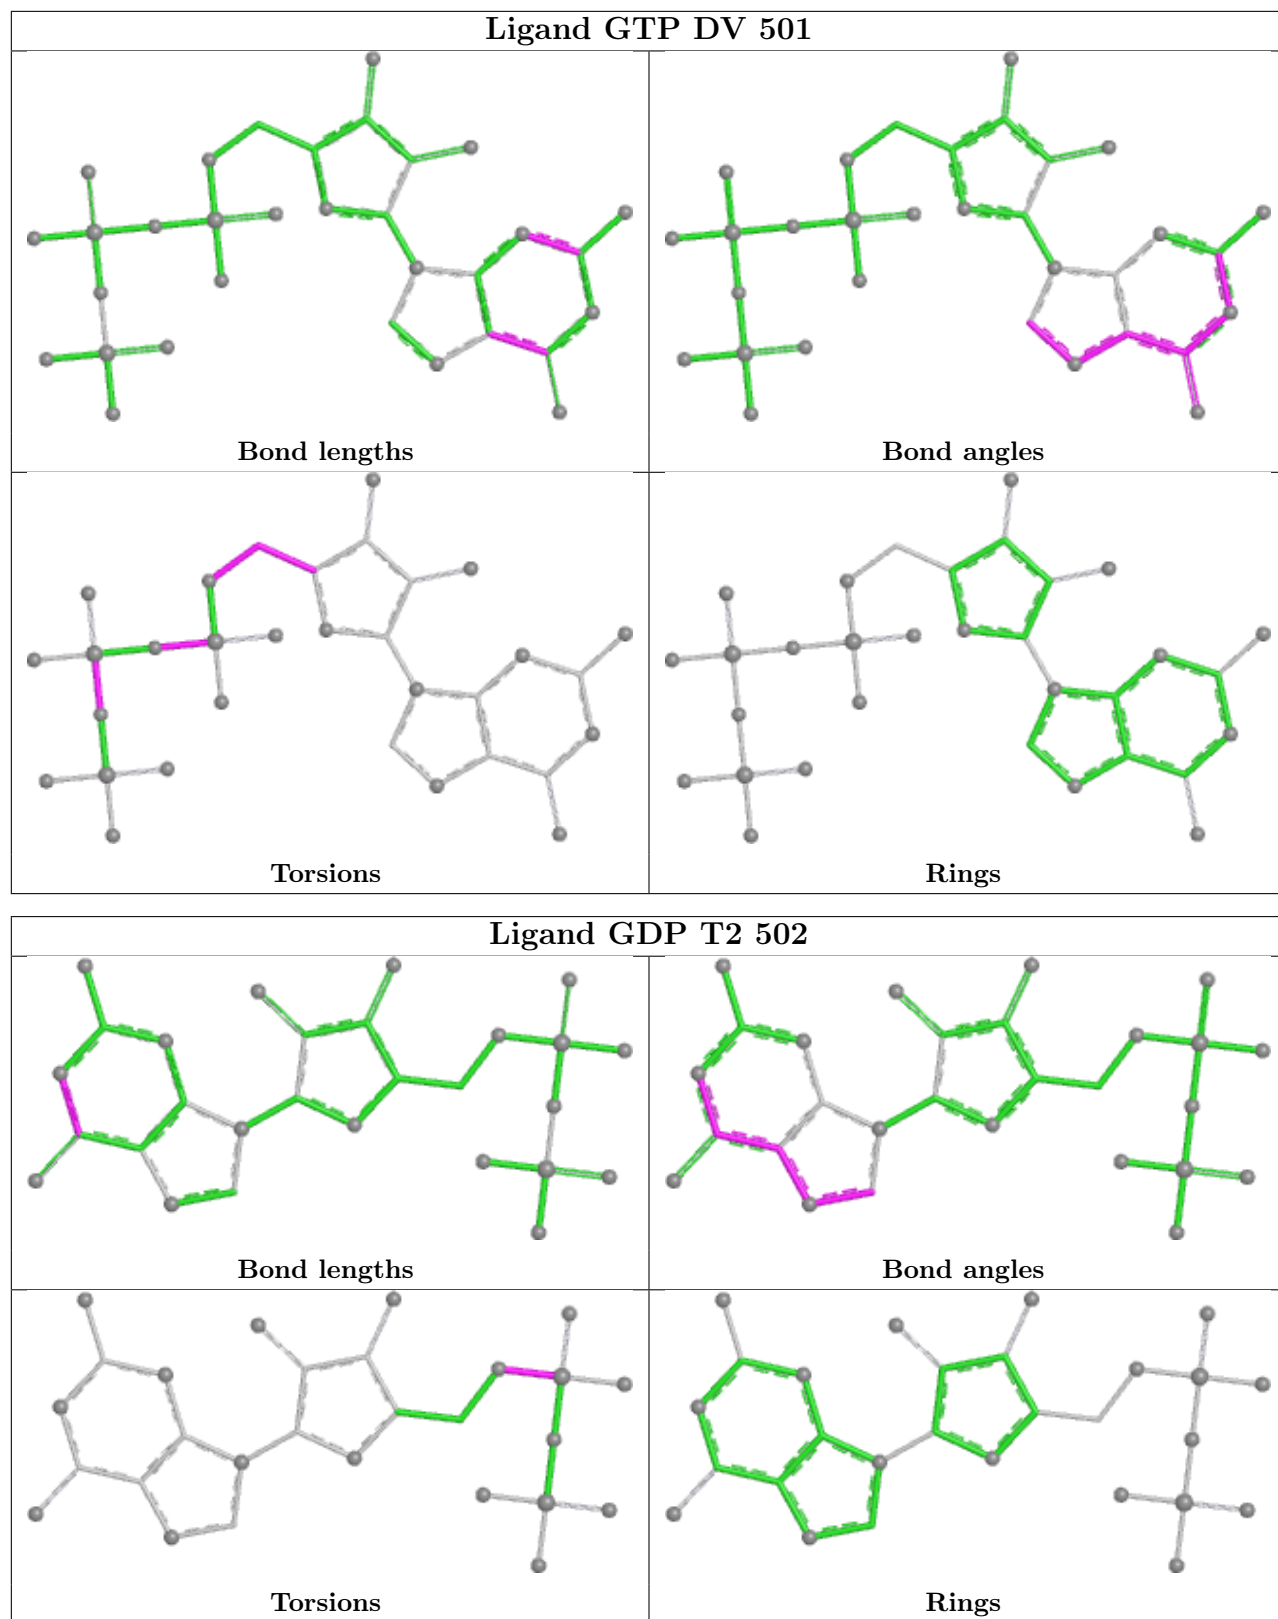 Ligand GTP DV 501
Bond lengths
Bond angles
Torsions
Rings
Ligand GDP T2 502
Bond lengths
Bond angles
Torsions
Rings